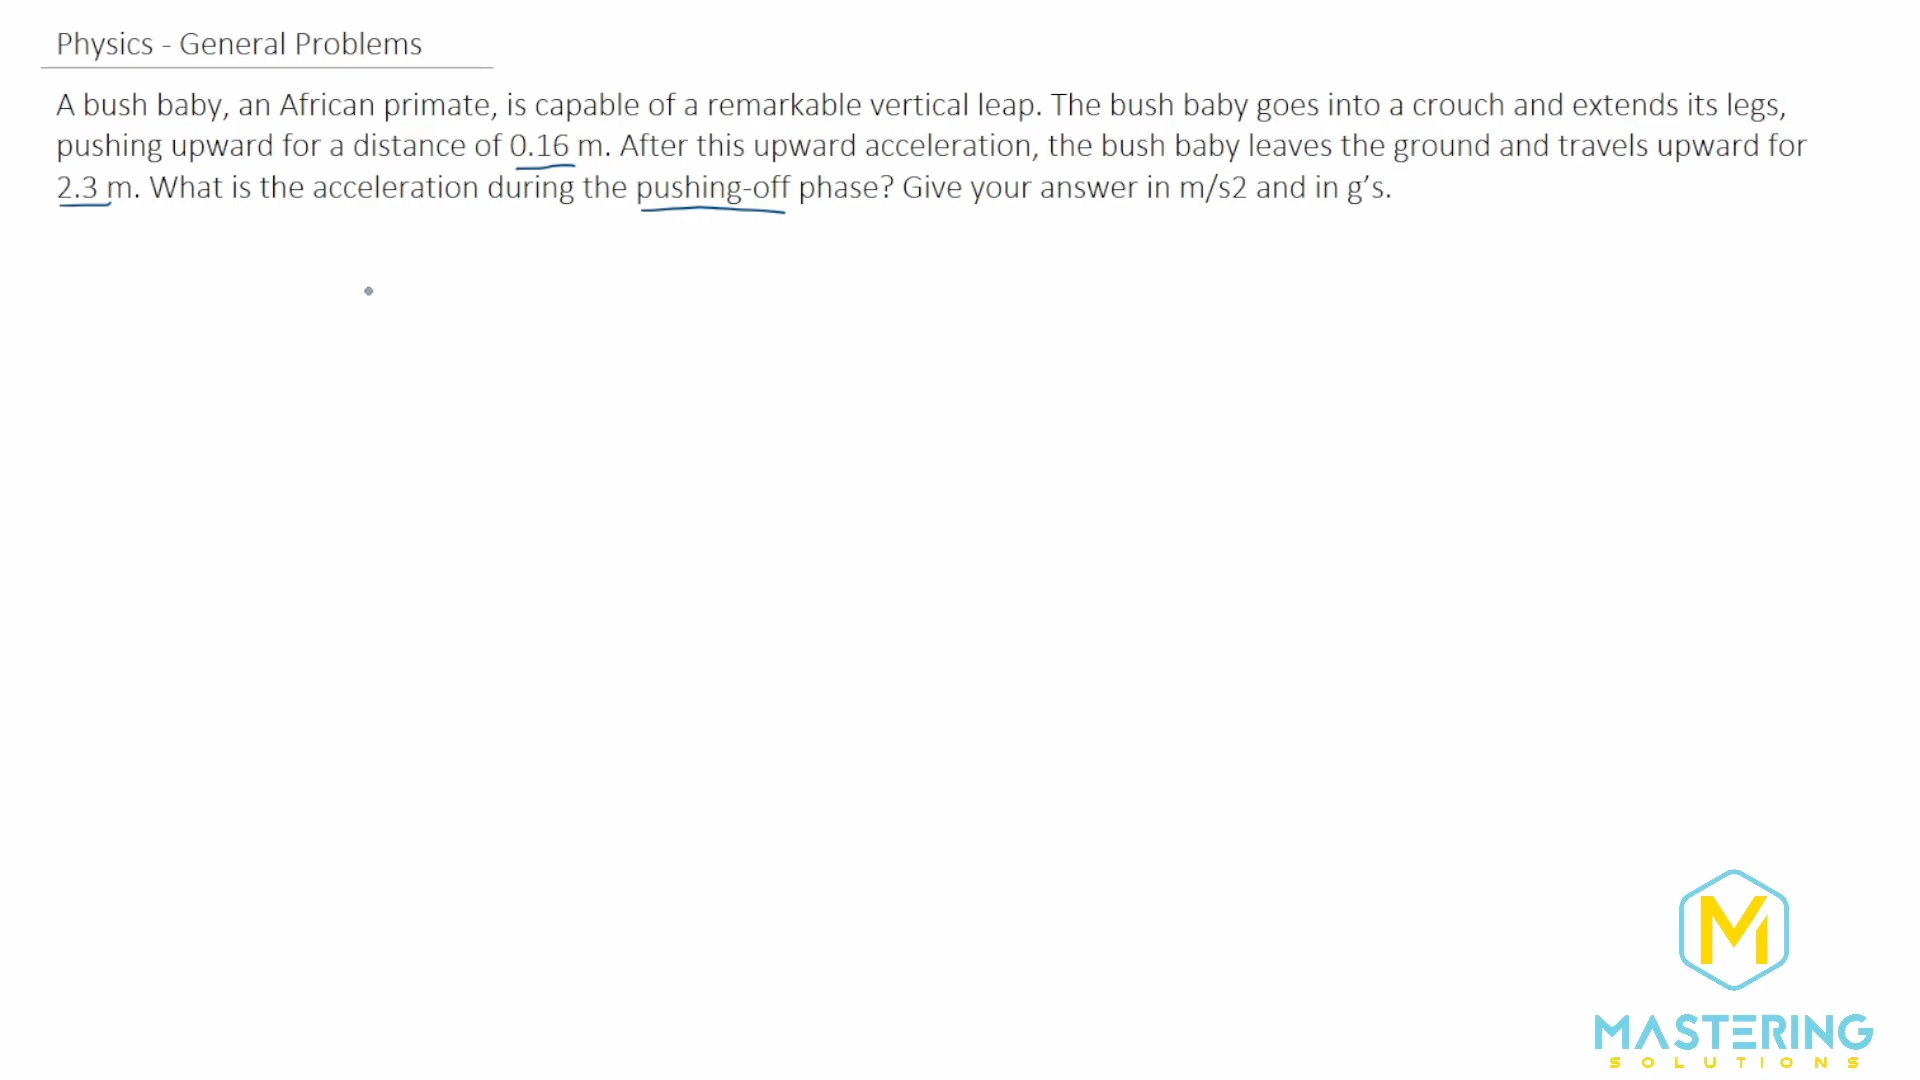 Physics - General Problems
A bush baby, an African primate, is capable of a remarkable vertical leap. The bush baby goes into a crouch and extends its legs,
pushing upward for a distance of 0.16 m. After this upward acceleration, the bush baby leaves the ground and travels upward for
2.3 m. What is the acceleration during the pushing-off phase? Give your answer in m/s2 and in g’s.
M
MASTERING
SOLUTIONS